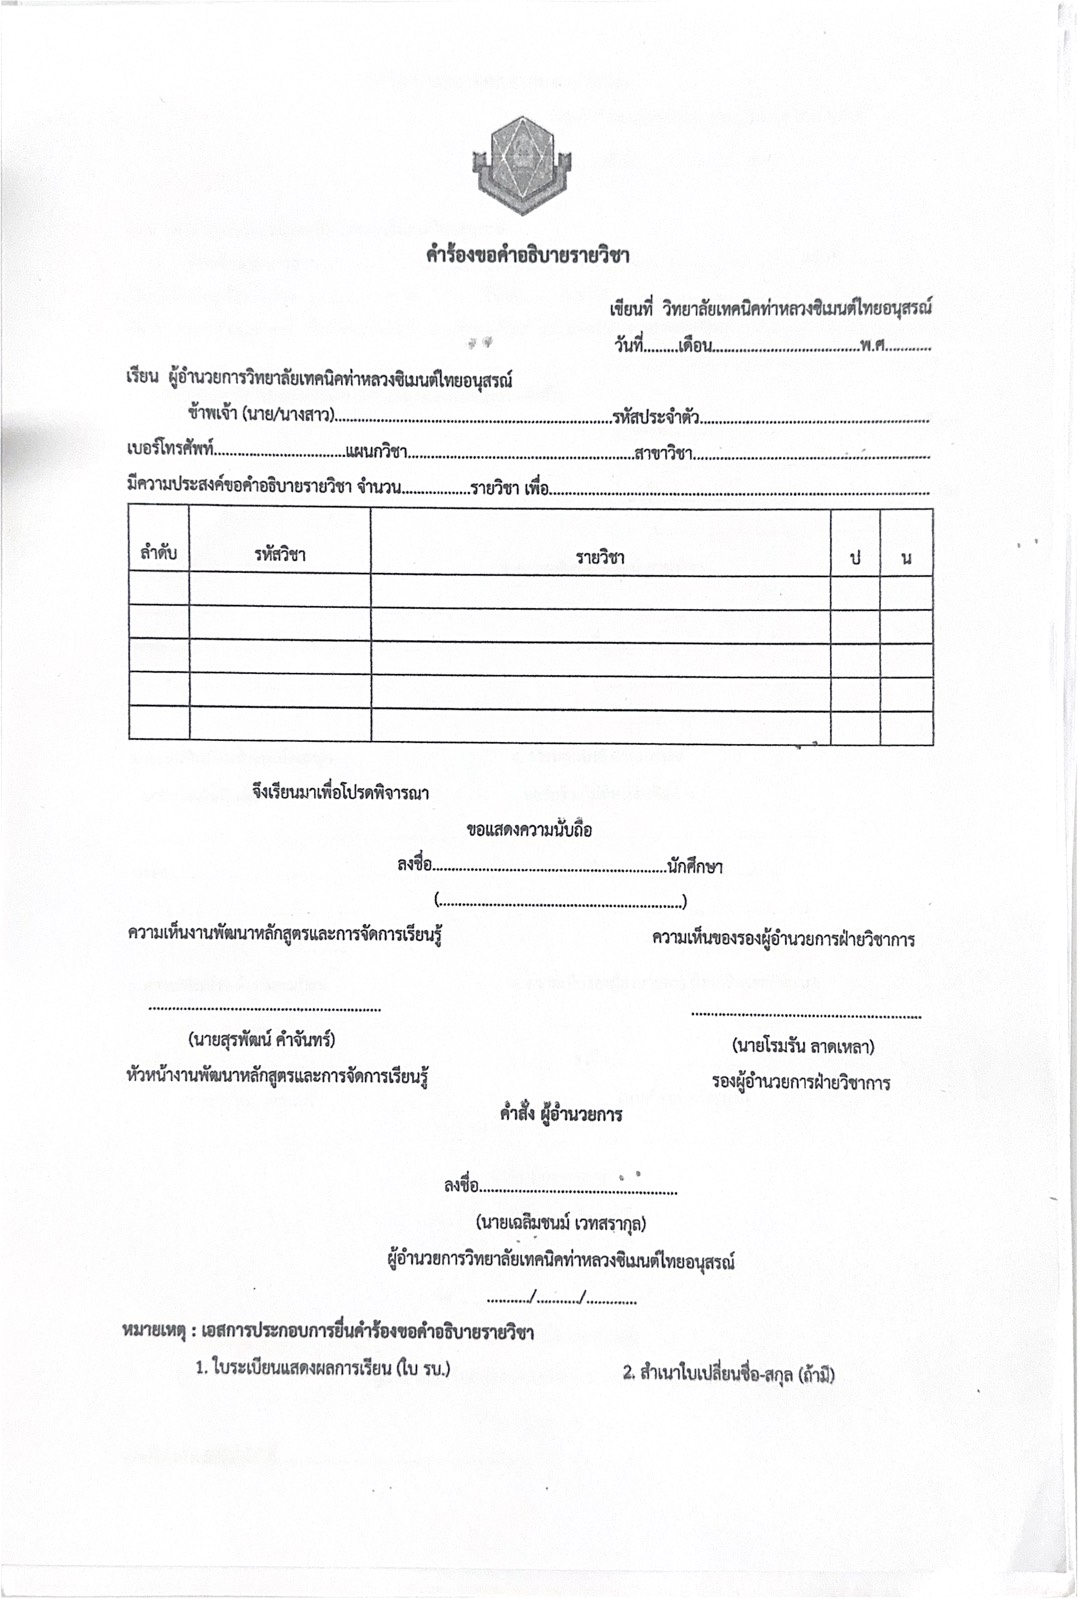 คำร้องขอคำอธิบายรายวิชา
เขียนที่ วิทยาลัยเทคนิคท่าหลวงซิเมนต์ไทยอนุสรณ์
วันที่.........เดือน......................................พ.ศ............
เรียน ผู้อำนวยการวิทยาลัยเทคนิคท่าหลวงซิเมนต์ไทยอนุสรณ์
ข้าพเจ้า (นาย/นางสาว).......................................................................รหัสประจำตัว...........................................................
เบอร์โทรศัพท์..................................แผนกวิชา..........................................................สาขาวิชา.............................................................
มีความประสงค์ขอคำอธิบายรายวิชา จำนวน.................รายวิชา เพื่อ..................................................................................................
ลำดับ รหัสวิชา รายวิชา ป น
จึงเรียนมาเพื่อโปรดพิจารณา
ขอแสดงความนับถือ
ลงชื่อ............................................................นักศึกษา
(..............................................................)
ความเห็นงานพัฒนาหลักสูตรและการจัดการเรียนรู้ ความเห็นของรองผู้อำนวยการฝ่ายวิชาการ
............................................................ ............................................................
(นายสุรพัฒน์ คำจันทร์) (นายโรมรัน ลาดเหลา)
หัวหน้างานพัฒนาหลักสูตรและการจัดการเรียนรู้ รองผู้อำนวยการฝ่ายวิชาการ
คำสั่ง ผู้อำนวยการ
ลงชื่อ...................................................
(นายเฉลิมชนม์ เวทสรากุล)
ผู้อำนวยการวิทยาลัยเทคนิคท่าหลวงซิเมนต์ไทยอนุสรณ์
.........../.........../.............
หมายเหตุ : เอสการประกอบการยื่นคำร้องขอคำอธิบายรายวิชา
1. ใบระเบียนแสดงผลการเรียน (ใบ รบ.) 2. สำเนาใบเปลี่ยนชื่อ-สกุล (ถ้ามี)